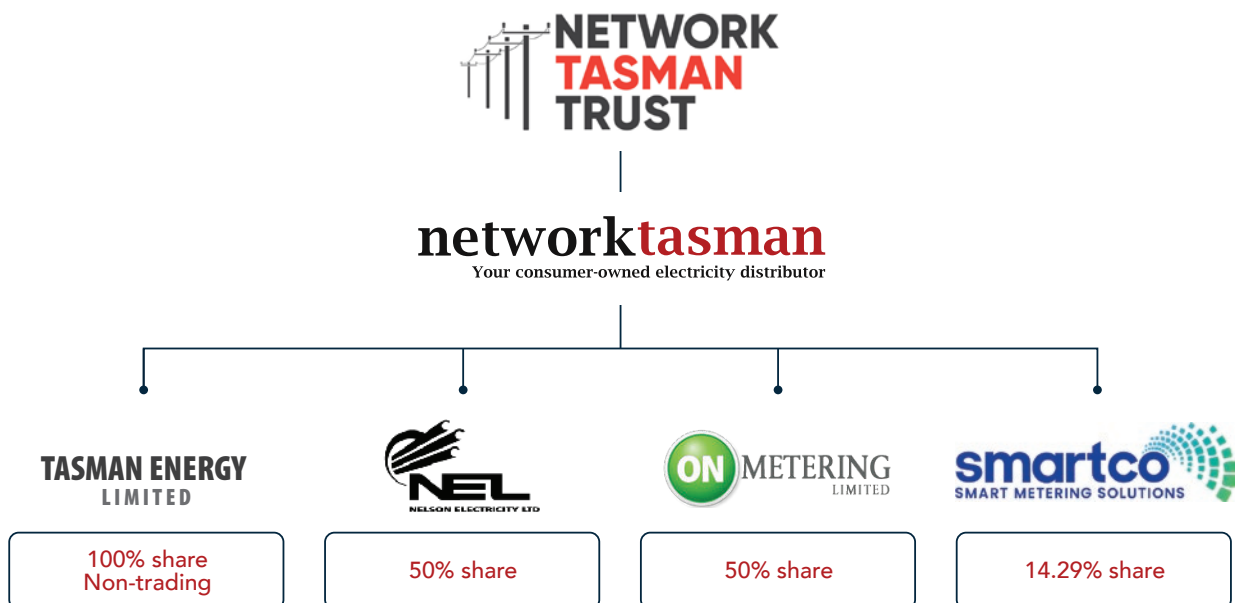 NETWORK
TASMAN
TRUST
networktasman
Your consumer-owned electricity distributor
TASMAN ENERGY
LIMITED
NEL
NELSON ELECTRICITY LTD
ON METERING
LIMITED
smartco
SMART METERING SOLUTIONS
100% share
Non-trading
50% share
50% share
14.29% share